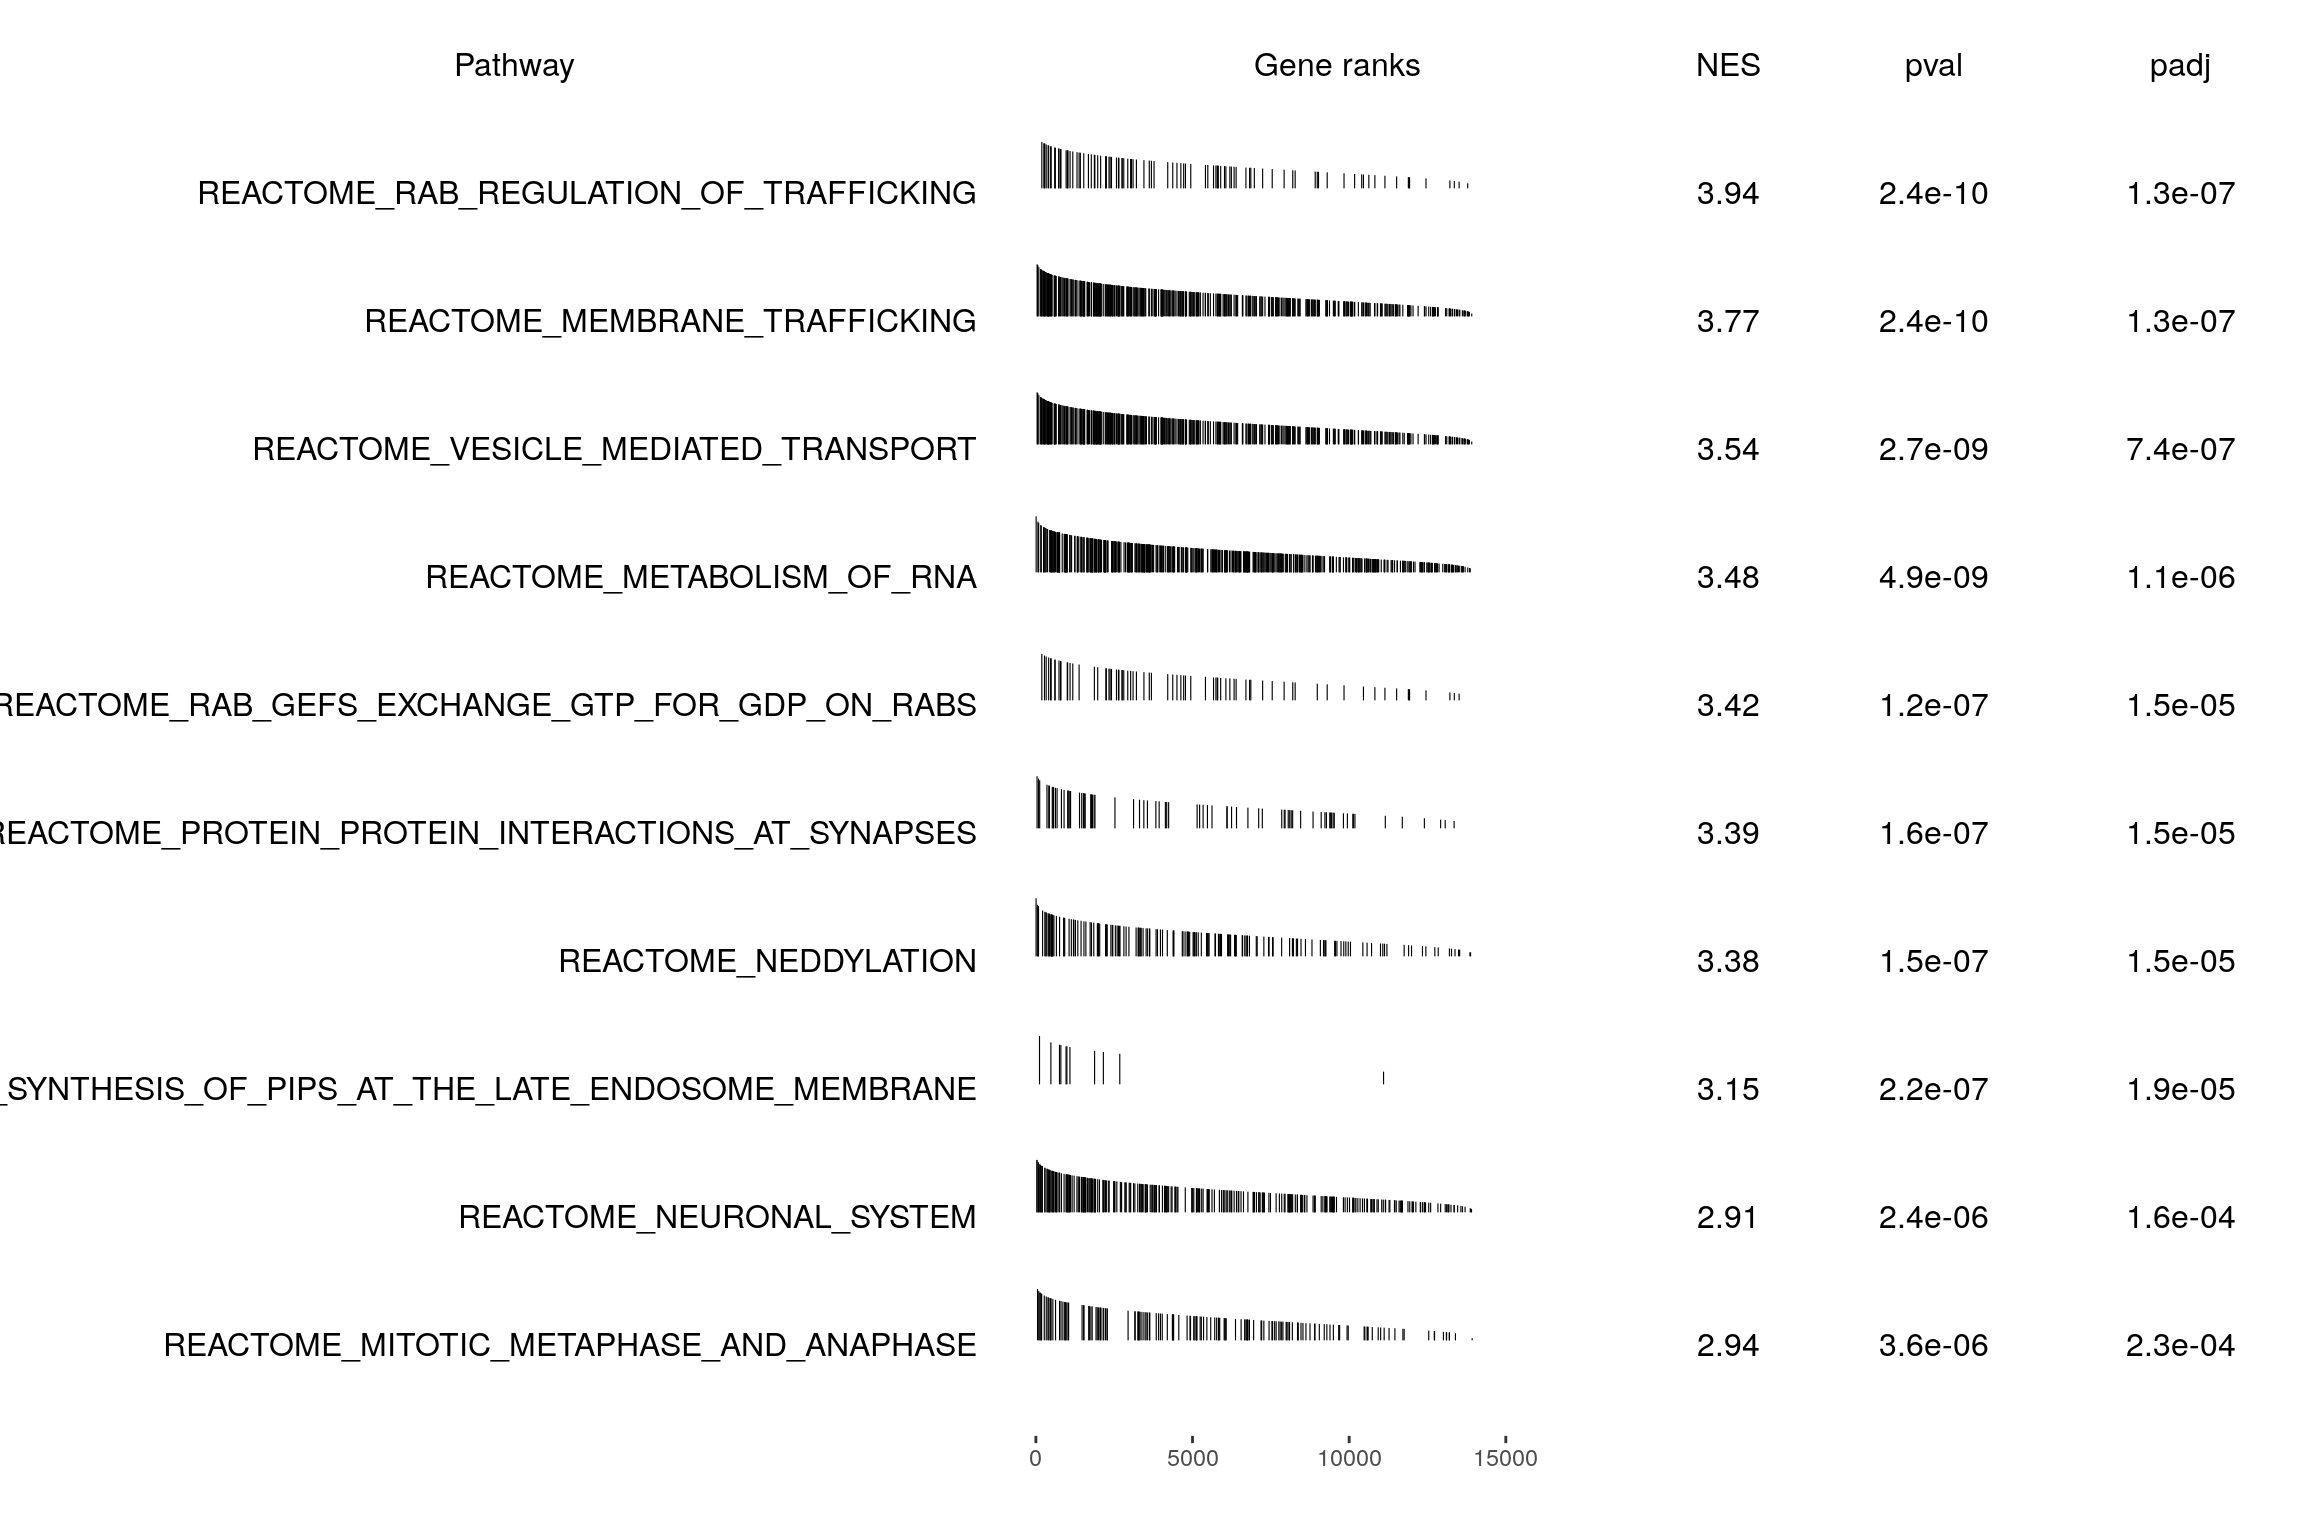 Pathway Gene ranks NES pval padj
REACTOME_RAB_REGULATION_OF_TRAFFICKING 3.94 2.4e-10 1.3e-07
REACTOME_MEMBRANE_TRAFFICKING 3.77 2.4e-10 1.3e-07
REACTOME_VESICLE_MEDIATED_TRANSPORT 3.54 2.7e-09 7.4e-07
REACTOME_METABOLISM_OF_RNA 3.48 4.9e-09 1.1e-06
REACTOME_RAB_GEFS_EXCHANGE_GTP_FOR_GDP_ON_RABS 3.42 1.2e-07 1.5e-05
REACTOME_PROTEIN_PROTEIN_INTERACTIONS_AT_SYNAPSES 3.39 1.6e-07 1.5e-05
REACTOME_NEDDYLATION 3.38 1.5e-07 1.5e-05
_SYNTHESIS_OF_PIPS_AT_THE_LATE_ENDOSOME_MEMBRANE 3.15 2.2e-07 1.9e-05
REACTOME_NEURONAL_SYSTEM 2.91 2.4e-06 1.6e-04
REACTOME_MITOTIC_METAPHASE_AND_ANAPHASE 2.94 3.6e-06 2.3e-04
0 5000 10000 15000